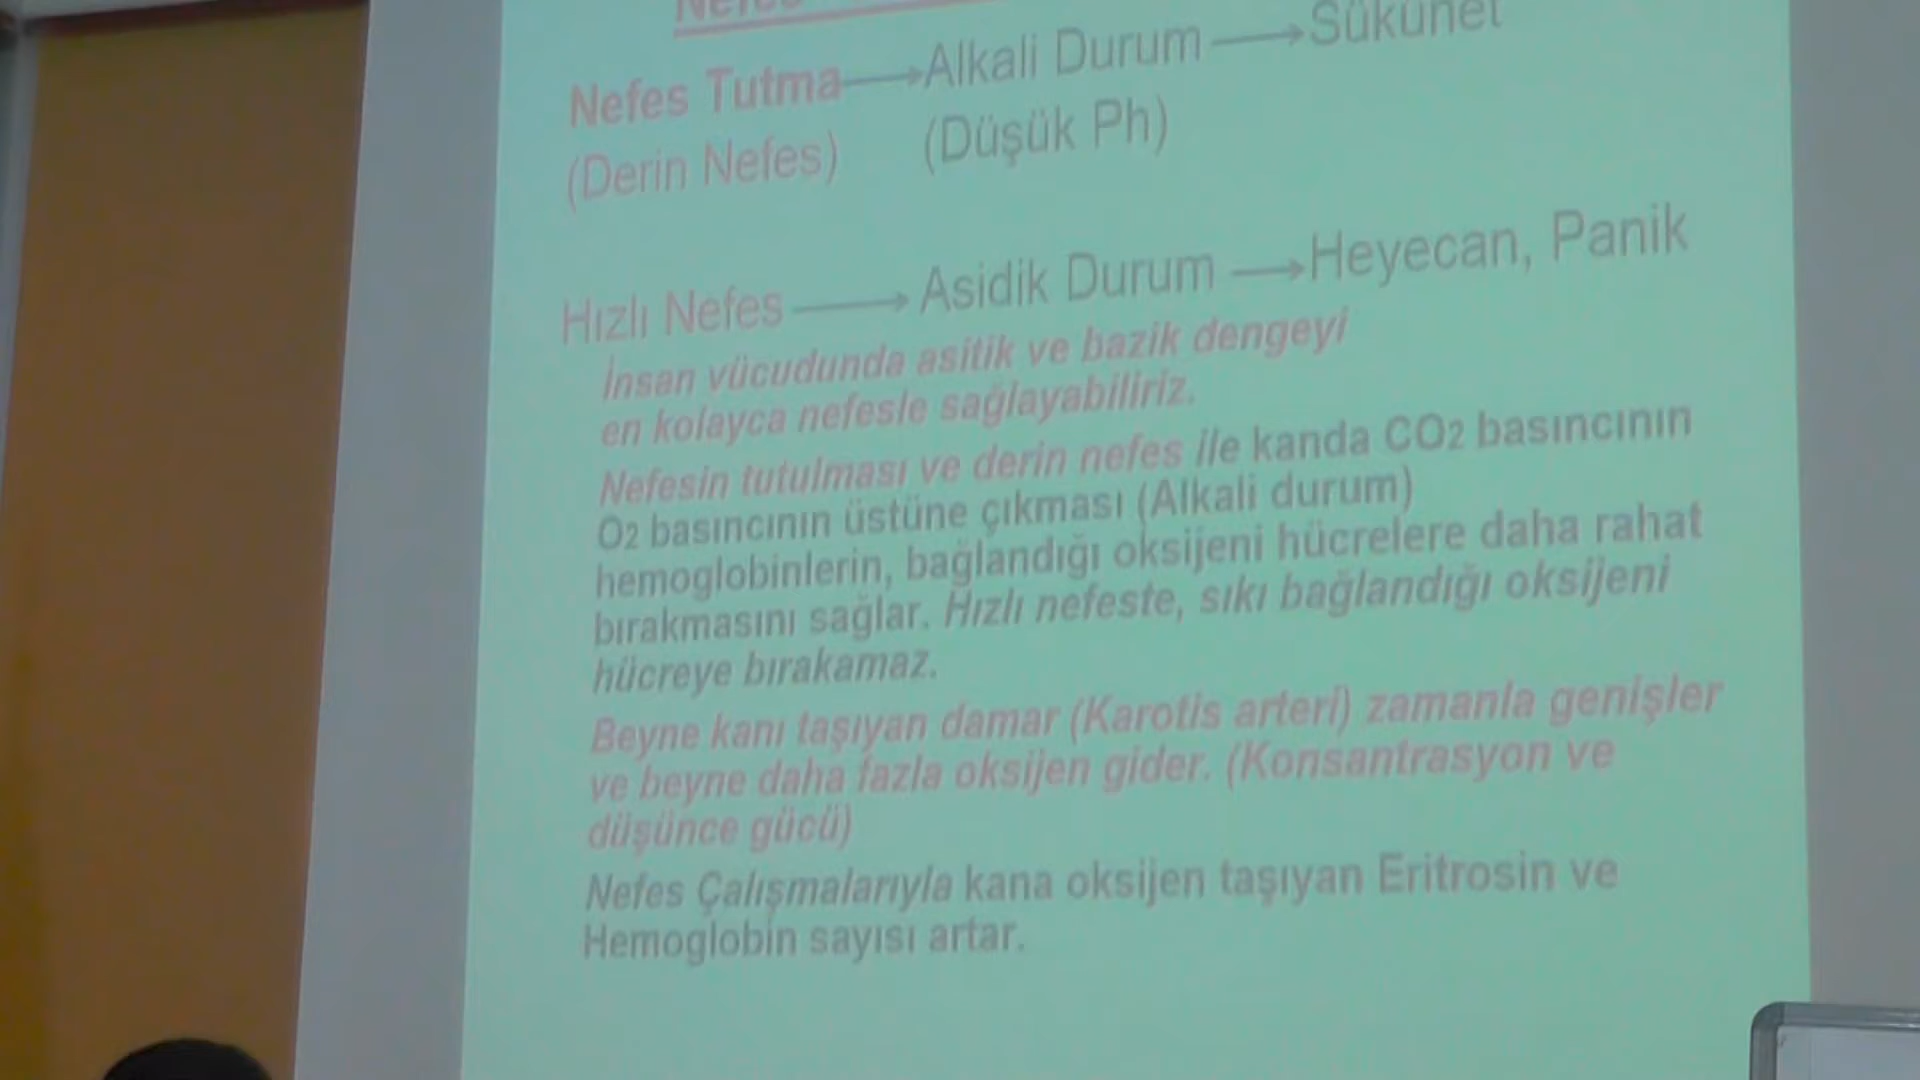 Nefes
Nefes Tutma → Alkali Durum → Sükunet
(Derin Nefes) (Düşük Ph)
Hızlı Nefes → Asidik Durum → Heyecan, Panik
İnsan vücudunda asitik ve bazik dengeyi
en kolayca nefesle sağlayabiliriz.
Nefesin tutulması ve derin nefes ile kanda CO2 basıncının
O2 basıncının üstüne çıkması (Alkali durum)
hemoglobinlerin, bağlandığı oksijeni hücrelere daha rahat
bırakmasını sağlar. Hızlı nefeste, sıkı bağlandığı oksijeni
hücreye bırakamaz.
Beyne kanı taşıyan damar (Karotis arteri) zamanla genişler
ve beyne daha fazla oksijen gider. (Konsantrasyon ve
düşünce gücü)
Nefes Çalışmalarıyla kana oksijen taşıyan Eritrosin ve
Hemoglobin sayısı artar.